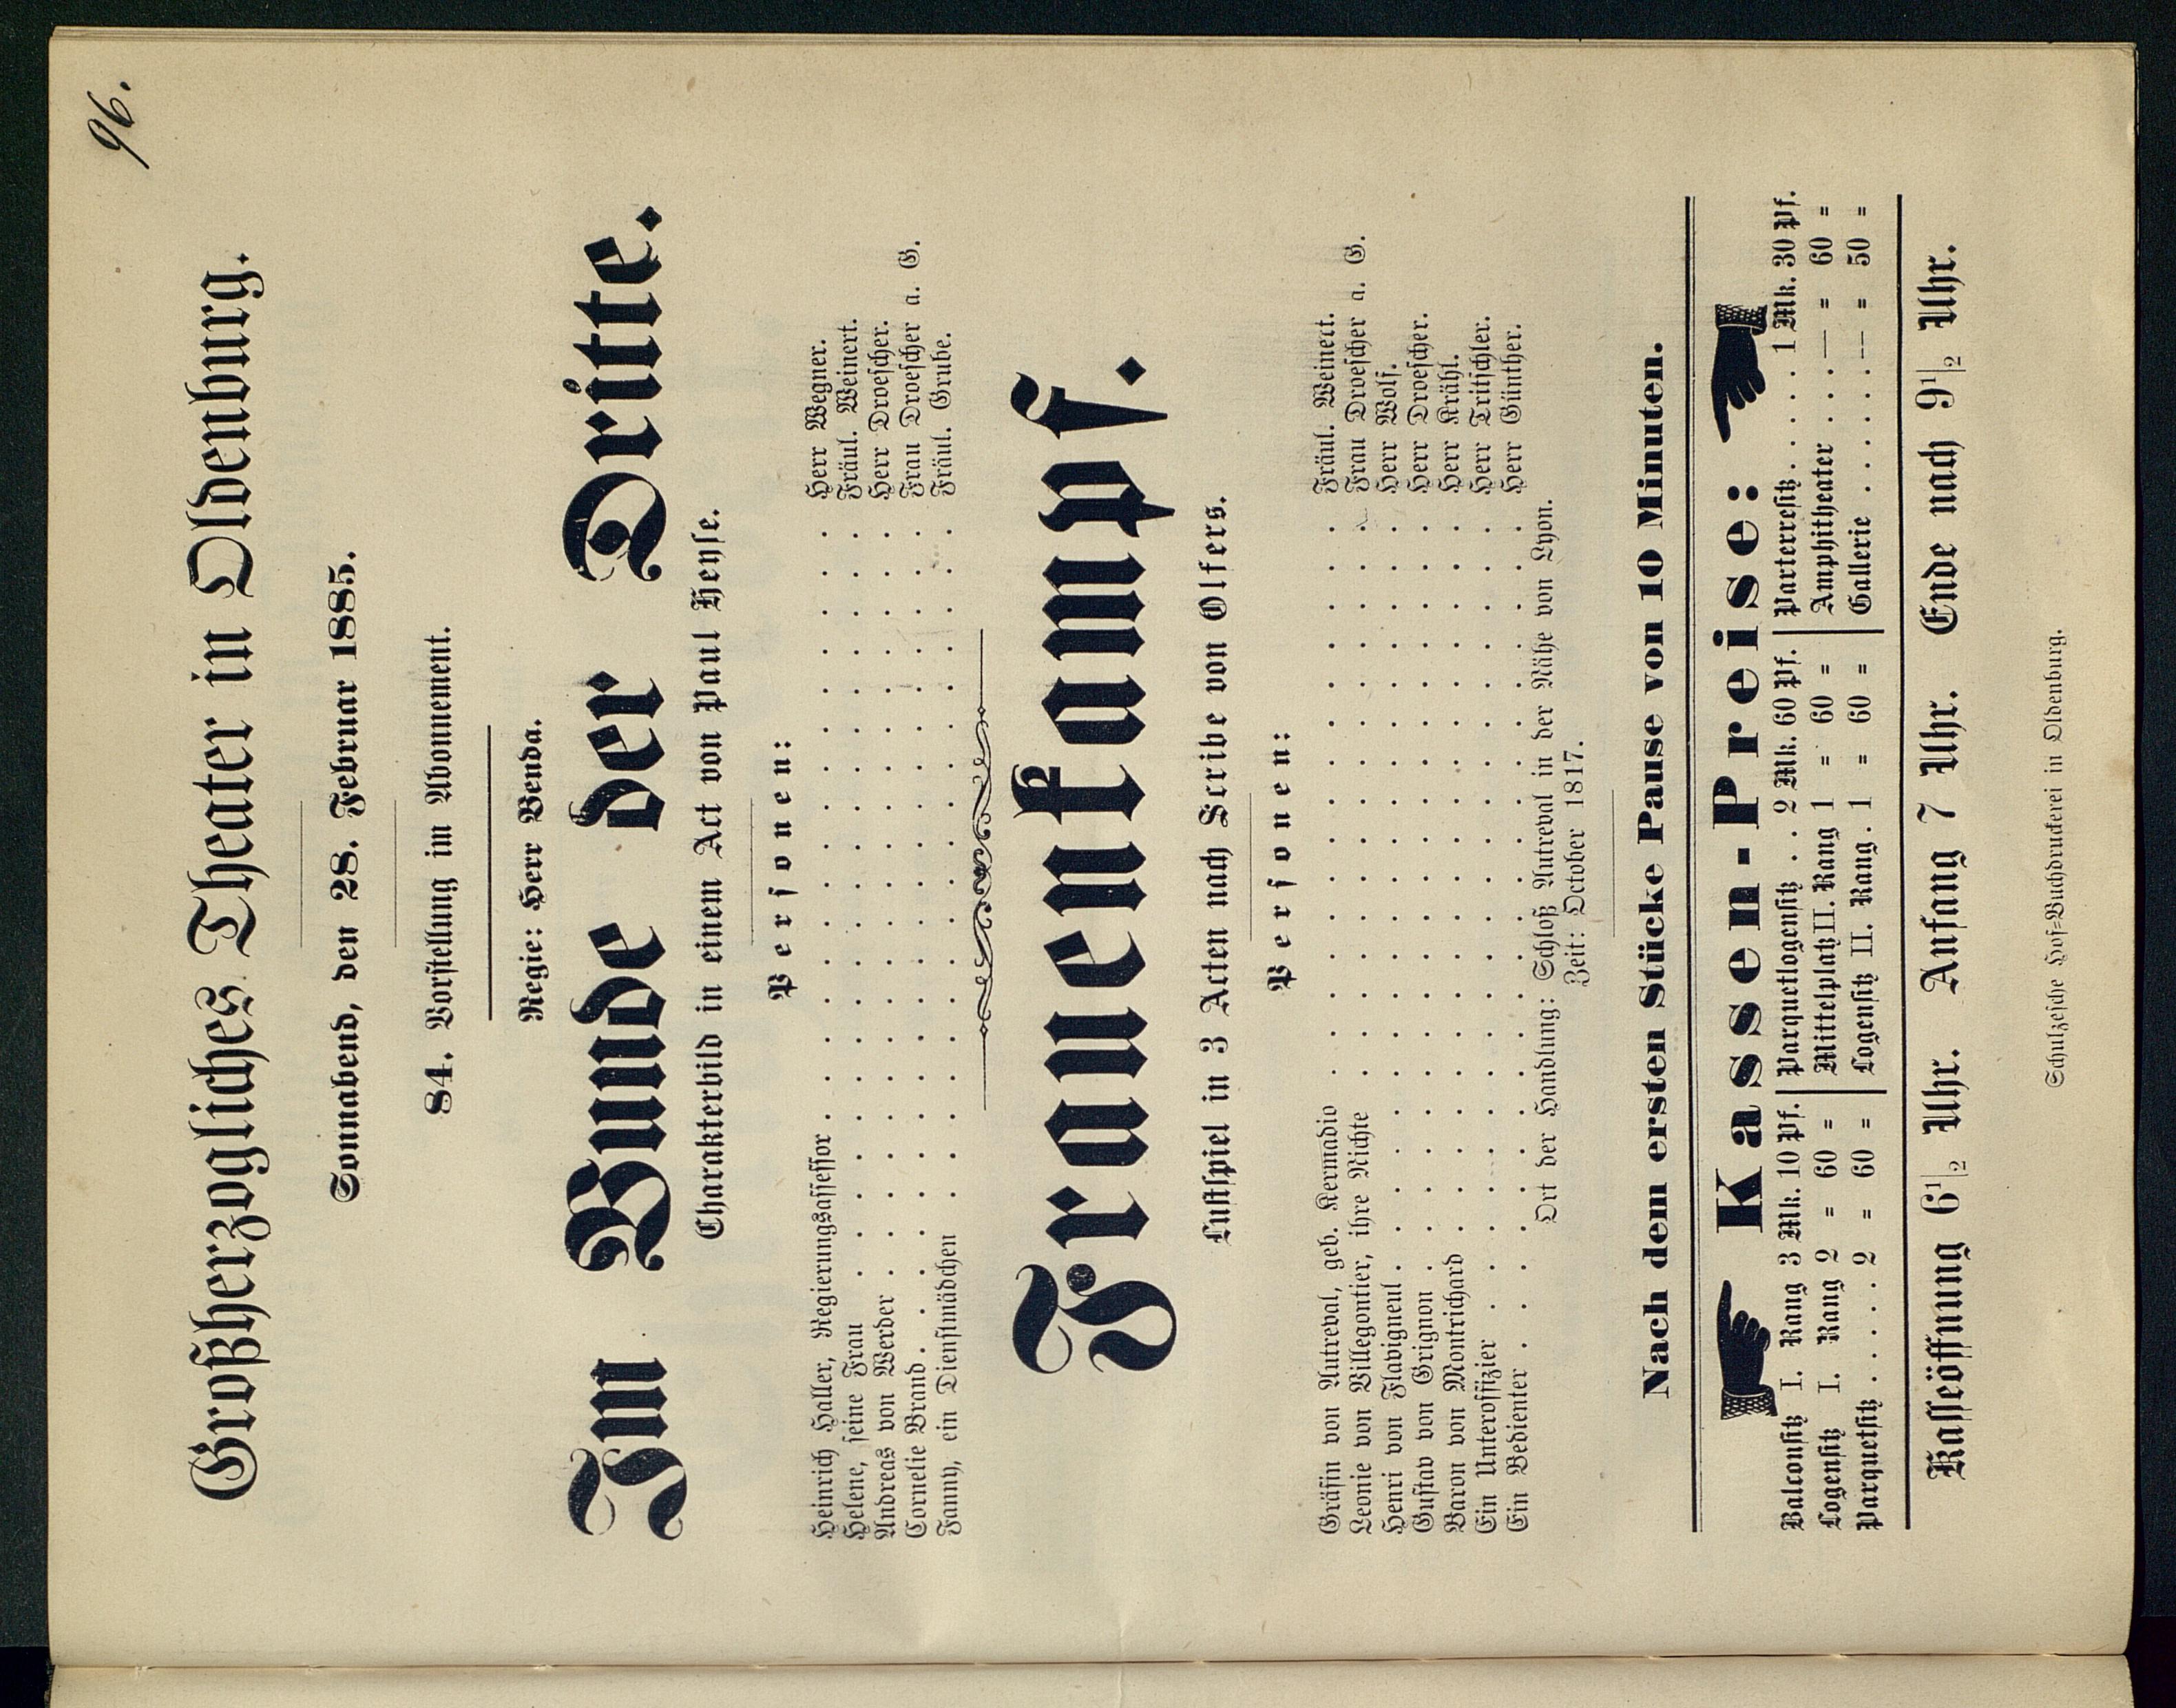 96.
Großherzogliches Theater in Oldenburg.
Sonnabend, den 28. Februar 1885.
84. Vorstellung im Abonnement.
Regie: Herr Benda.
Im Bunde der Dritte.
Charakterbild in einem Act von Paul Heyse.
Personen:
Heinrich Haller, Regierungsassessor . . . . . . . . . . . . . . . . Herr Wegner.
Helene, seine Frau . . . . . . . . . . . . . . . . . . . . Fräul. Weinert.
Andreas von Werder . . . . . . . . . . . . . . . . . . . . Herr Droescher.
Cornelie Brand . . . . . . . . . . . . . . . . . . . . . Frau Droescher a. G.
Fanny, ein Dienstmädchen . . . . . . . . . . . . . . . . . . Fräul. Grube.
Frauenkampf.
Lustspiel in 3 Acten nach Scribe von Olfers.
Personen:
Gräfin von Autreval, geb. Kermadio . . . . . . . . . . . . . . . Fräul. Weinert.
Leonie von Villegontier, ihre Nichte . . . . . . . . . . . . . . . Frau Droescher a. G.
Henri von Flavigneul . . . . . . . . . . . . . . . . . . . . Herr Wolf.
Gustav von Grignon . . . . . . . . . . . . . . . . . . . . Herr Droescher.
Baron von Montrichard . . . . . . . . . . . . . . . . . . . Herr Krähl.
Ein Unteroffizier . . . . . . . . . . . . . . . . . . . . . Herr Tritschler.
Ein Bedienter . . . . . . . . . . . . . . . . . . . . . . Herr Günther.
Ort der Handlung: Schloß Autreval in der Nähe von Lyon.
Zeit: October 1817.
Nach dem ersten Stücke Pause von 10 Minuten.
Kassen-Preise:
Balconsitz I. Rang 3 Mk. 10 Pf. Parquetlogensitz . . 2 Mk. 60 Pf. Parterresitz . . . . . 1 Mk. 30 Pf.
Logensitz I. Rang 2 = 60 = Mittelplatz II. Rang 1 = 60 = Amphitheater . . . — = 60 =
Parquetsitz . . . . . 2 = 60 = Logensitz II. Rang . 1 = 60 = Gallerie . . . . . . — = 50 =
Kasseöffnung 6 1/2 Uhr. Anfang 7 Uhr. Ende nach 9 1/2 Uhr.
Schulzesche Hof=Buchdruckerei in Oldenburg.